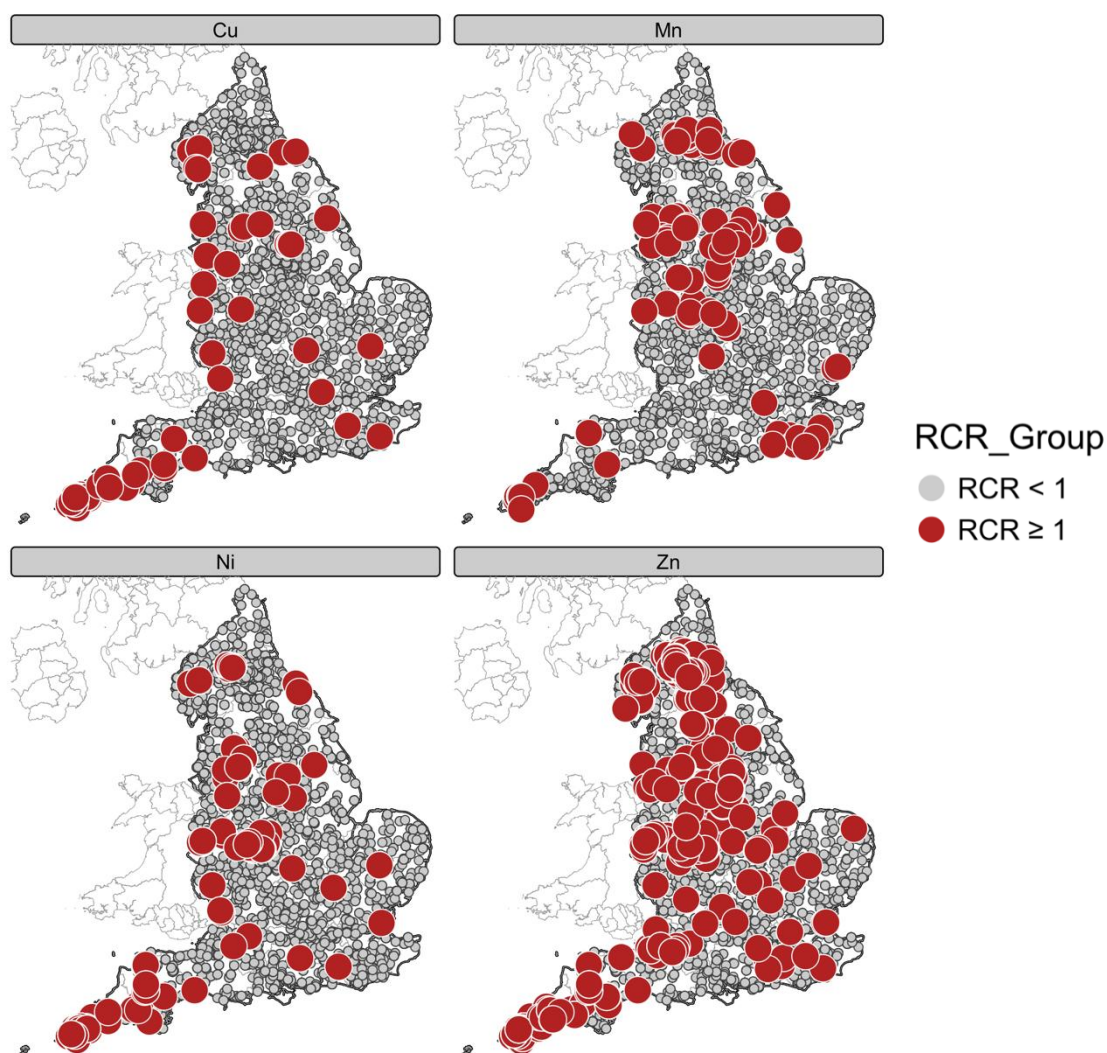 Cu
Mn
RCR_Group
RCR < 1
RCR ≥ 1
Ni
Zn